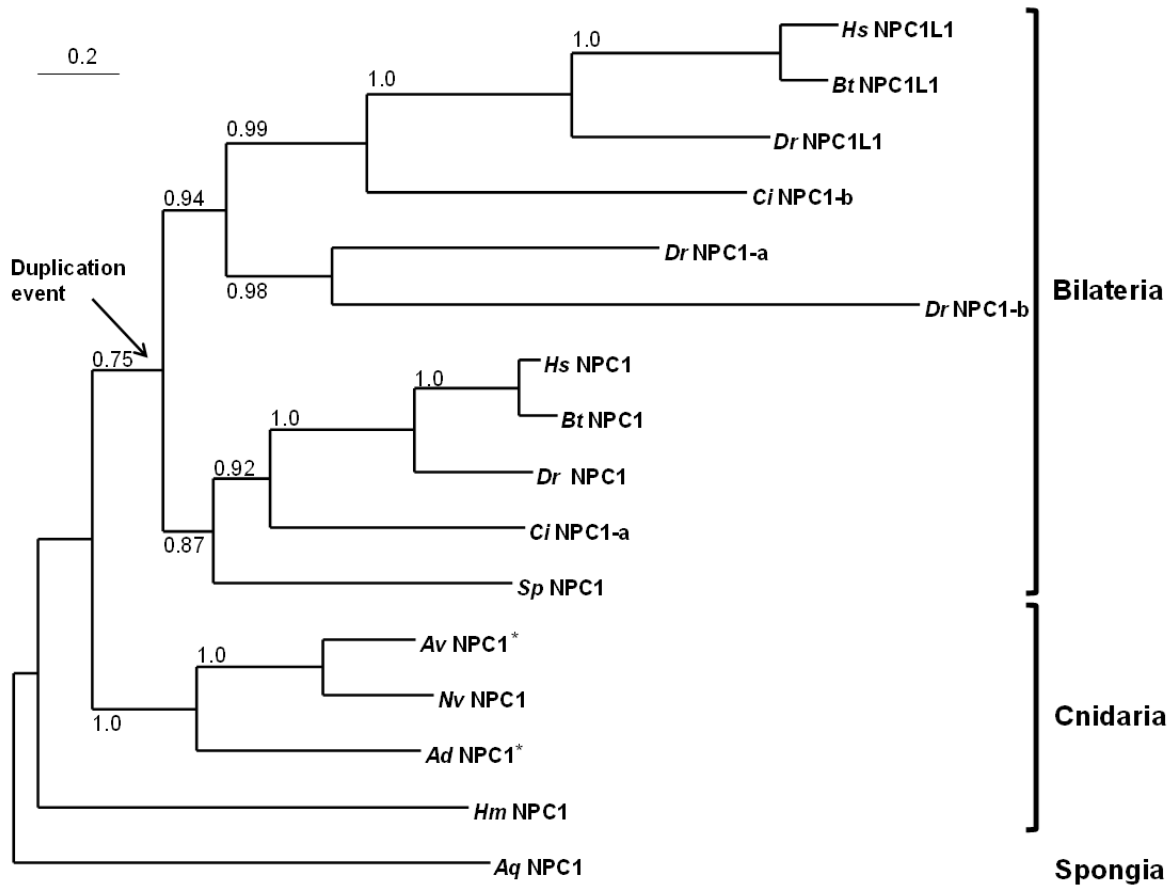 0.2
1.0
Hs NPC1L1
1.0
Bt NPC1L1
0.99
Dr NPC1L1
0.94
Ci NPC1-b
Duplication
event
Dr NPC1-a
0.98
Dr NPC1-b
Bilateria
0.75
Hs NPC1
1.0
Bt NPC1
1.0
Dr NPC1
0.92
Ci NPC1-a
0.87
Sp NPC1
Av NPC1*
1.0
Nv NPC1
1.0
Ad NPC1*
Cnidaria
Hm NPC1
Aq NPC1
Spongia